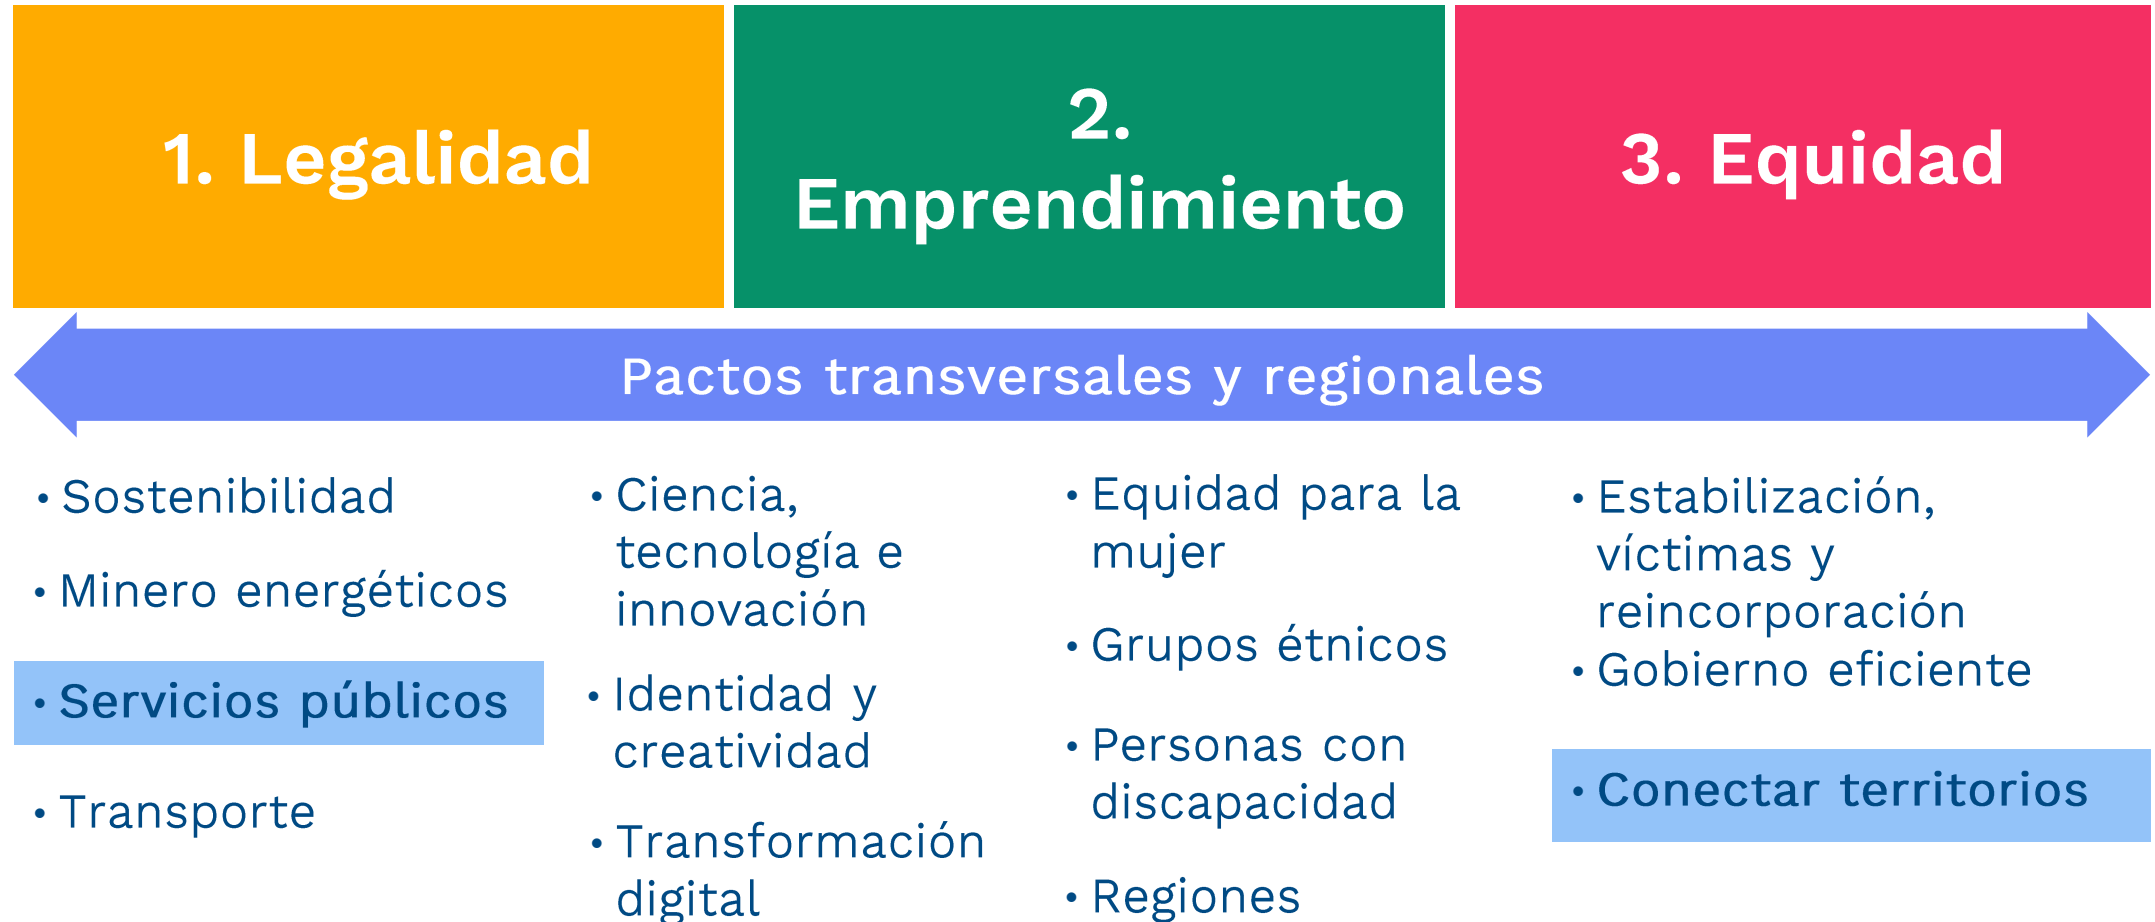 1. Legalidad
2.
Emprendimiento
3. Equidad
Pactos transversales y regionales
• Sostenibilidad
• Minero energéticos
• Servicios públicos
• Transporte
• Ciencia,
tecnología e
innovación
• Identidad y
creatividad
• Transformación
digital
• Equidad para la
mujer
• Grupos étnicos
• Personas con
discapacidad
• Regiones
• Estabilización,
víctimas y
reincorporación
• Gobierno eficiente
• Conectar territorios